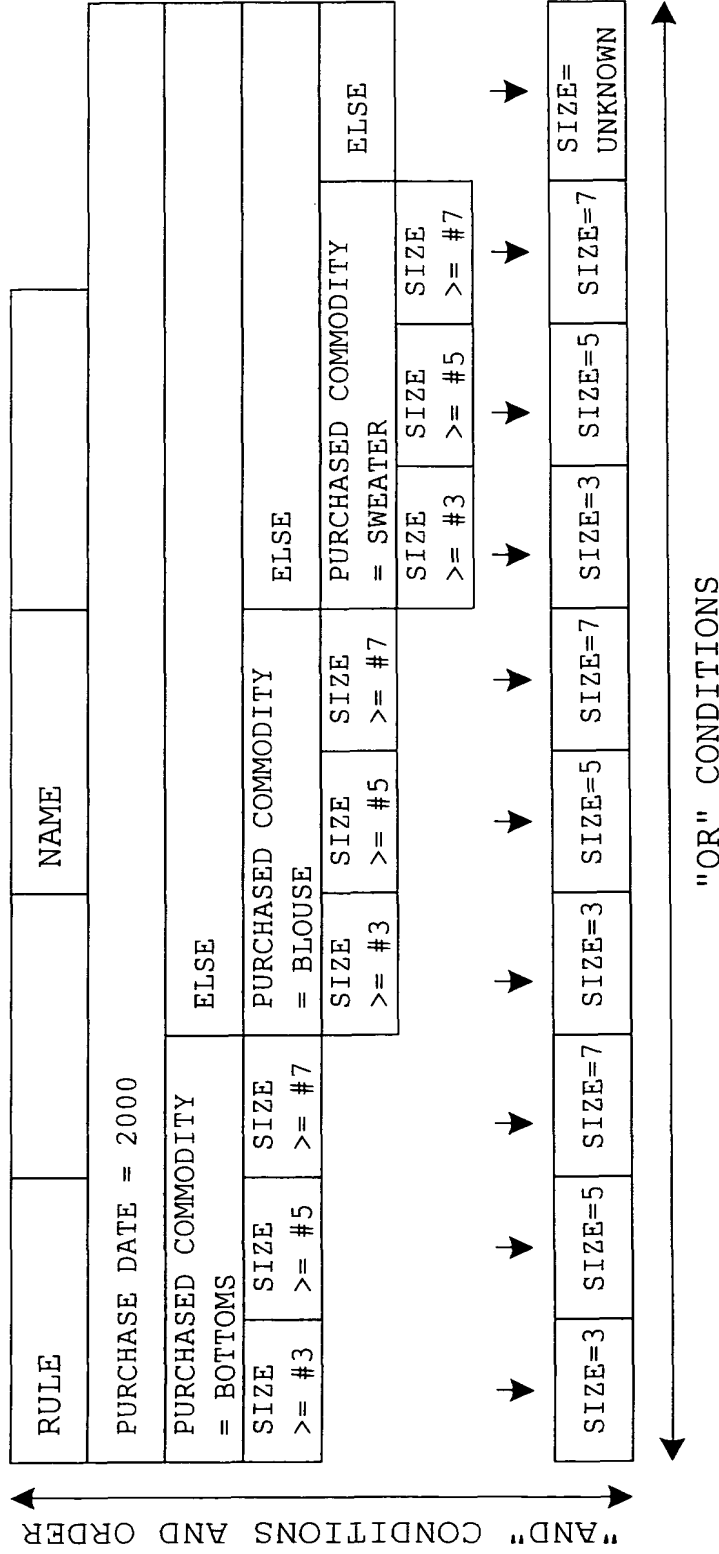 RULE
NAME
PURCHASE DATE = 2000
PURCHASED COMMODITY
= BOTTOMS
ELSE
SIZE
>= #3
SIZE
>= #5
SIZE
>= #7
PURCHASED COMMODITY
= BLOUSE
ELSE
SIZE
>= #3
SIZE
>= #5
SIZE
>= #7
PURCHASED COMMODITY
= SWEATER
ELSE
SIZE
>= #3
SIZE
>= #5
SIZE
>= #7
SIZE=3
SIZE=5
SIZE=7
SIZE=3
SIZE=5
SIZE=7
SIZE=3
SIZE=5
SIZE=7
SIZE=
UNKNOWN
"OR" CONDITIONS
"AND" CONDITIONS AND ORDER